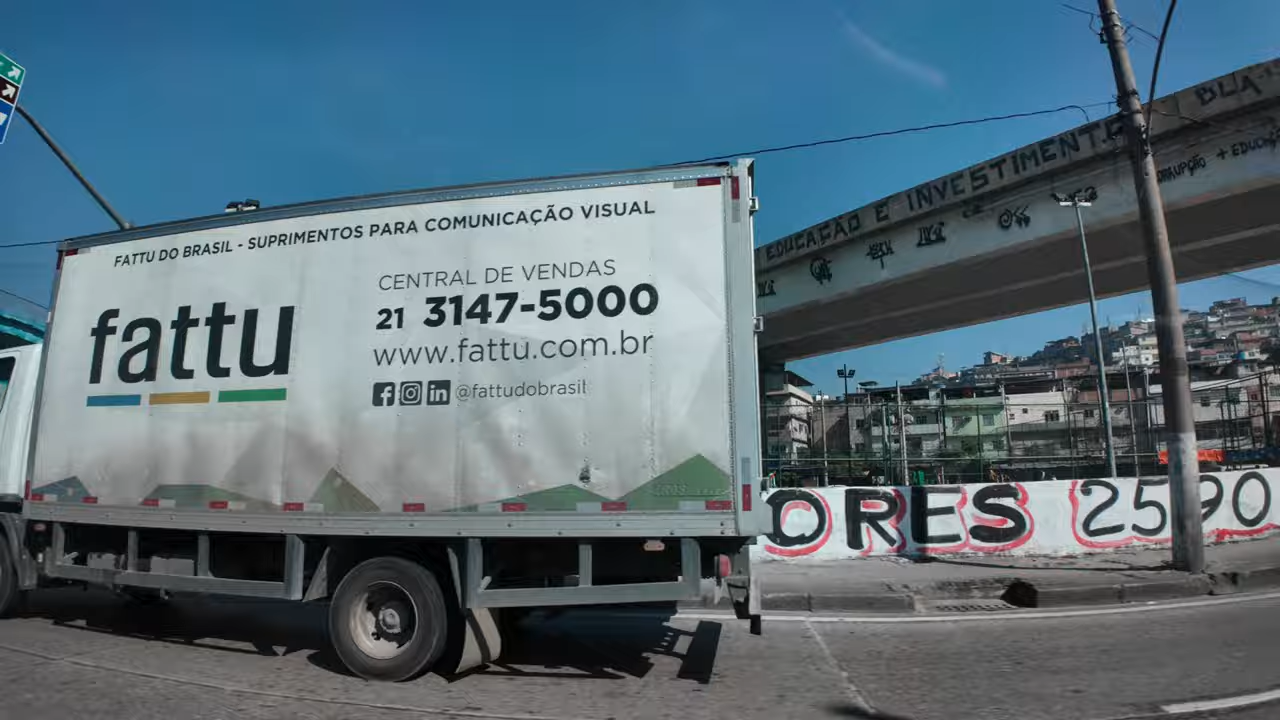 FATTU DO BRASIL - SUPRIMENTOS PARA COMUNICAÇÃO VISUAL
fattu
CENTRAL DE VENDAS
21 3147-5000
www.fattu.com.br
@fattudobrasil
EDUCAÇÃO E INVESTIMENTO
ORES 2590